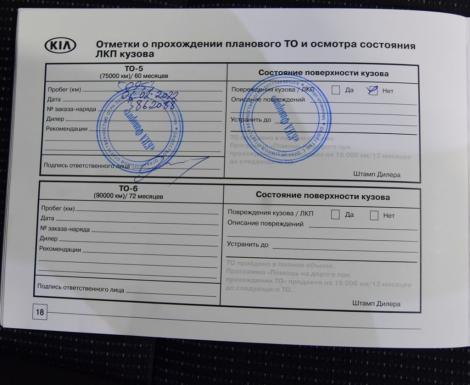 KIA
Отметки о прохождении планового ТО и осмотра состояния
ЛКП кузова
ТО-5
(75000 км)/ 60 месяцев
Пробег (км)
Дата
№ заказ-наряда 3862088
Дилер
Рекомендации
Подпись ответственного лица
Состояние поверхности кузова
Повреждения кузова / ЛКП Да Нет
Описание повреждений
Устранить до
Штамп Дилера
ТО-6
(90000 км)/ 72 месяцев
Пробег (км)
Дата
№ заказ-наряда
Дилер
Рекомендации
Подпись ответственного лица
Состояние поверхности кузова
Повреждения кузова / ЛКП Да Нет
Описание повреждений
Устранить до
ТО пройдено в полном объеме.
Программа «Помощь на дороге при
прохождении ТО» продлена на 15 000 км/12 месяцев
до следующего ТО.
Штамп Дилера
18